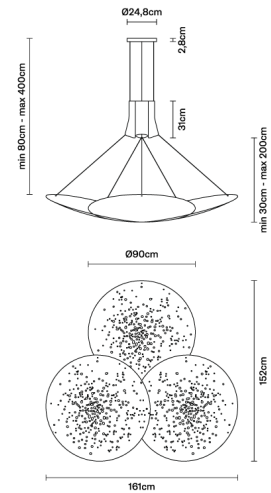 Ø24,8cm
2,8cm
min 80cm - max 400cm
31cm
min 30cm - max 200cm
Ø90cm
152cm
161cm